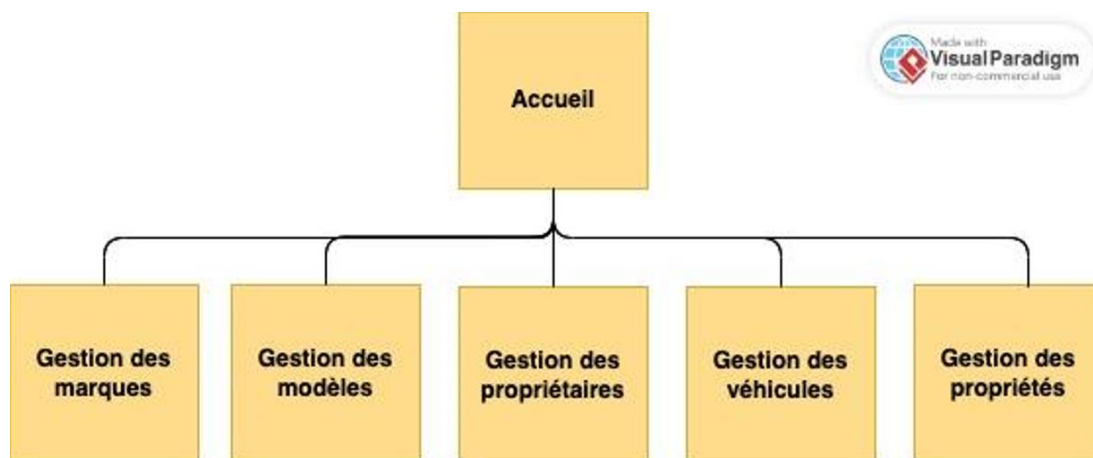 Made with
Visual Paradigm
For non-commercial use
Accueil
Gestion des
marques
Gestion des
modèles
Gestion des
propriétaires
Gestion des
véhicules
Gestion des
propriétés